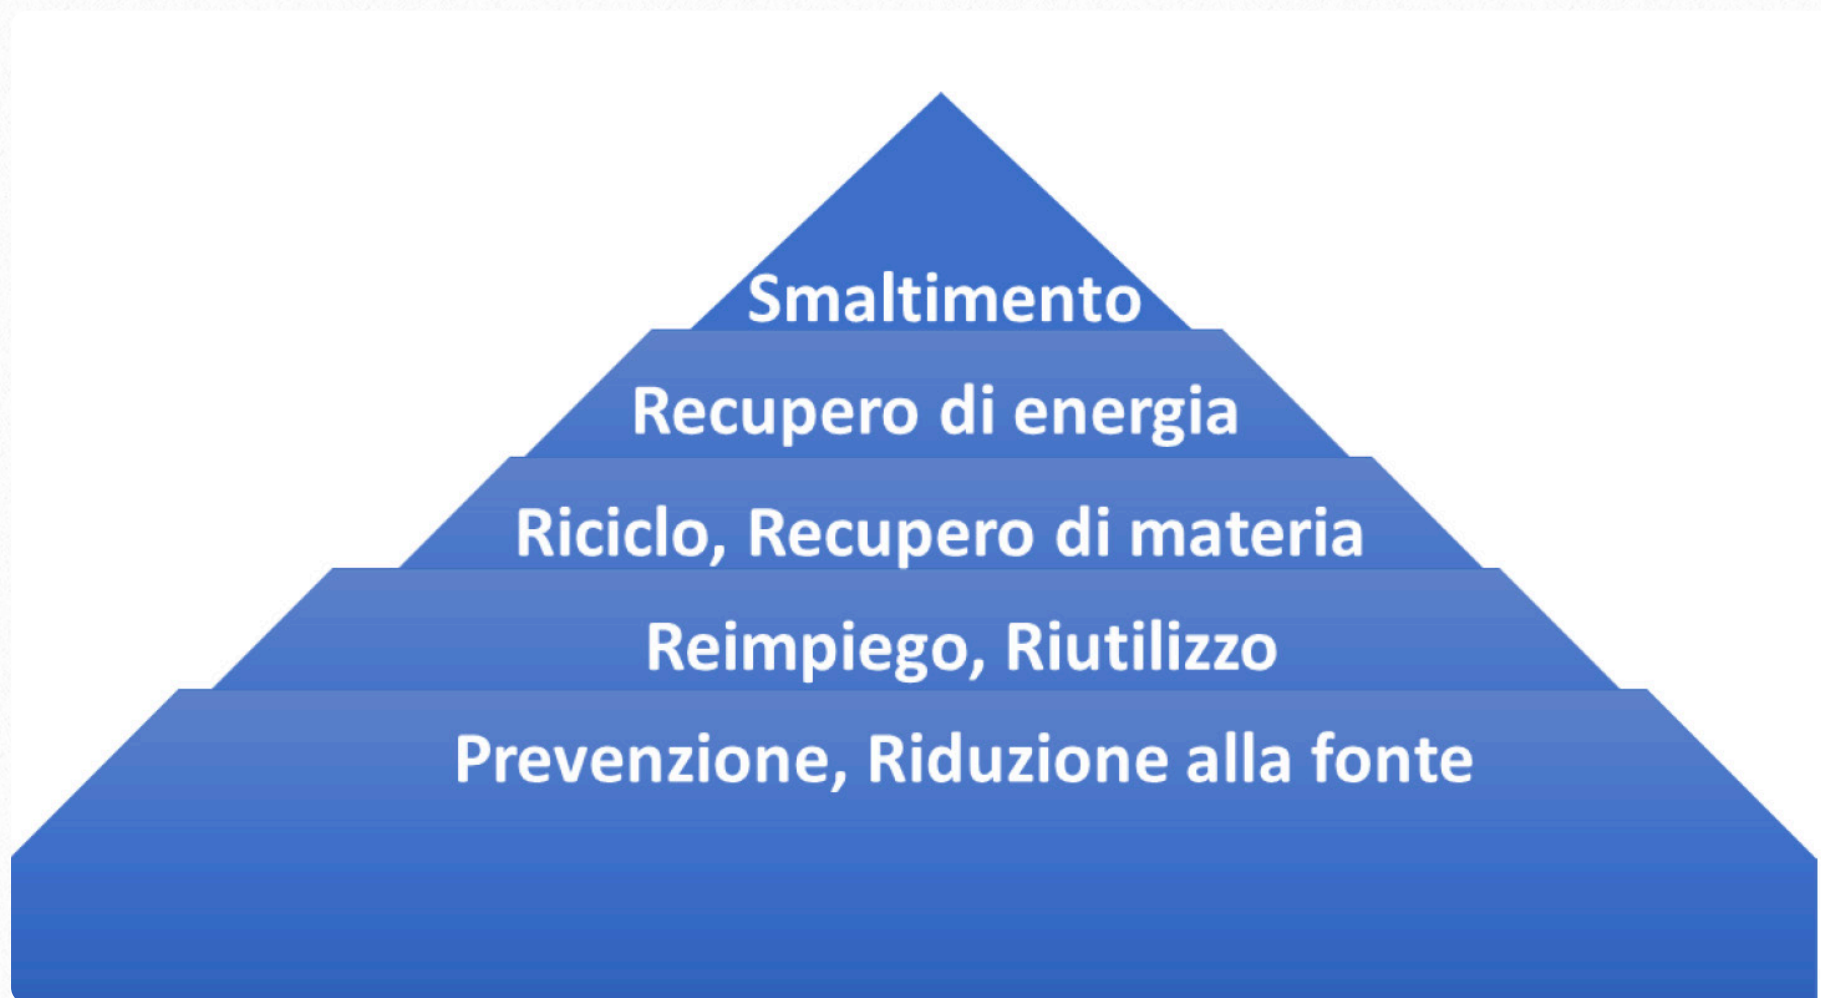 Smaltimento
Recupero di energia
Riciclo, Recupero di materia
Reimpiego, Riutilizzo
Prevenzione, Riduzione alla fonte